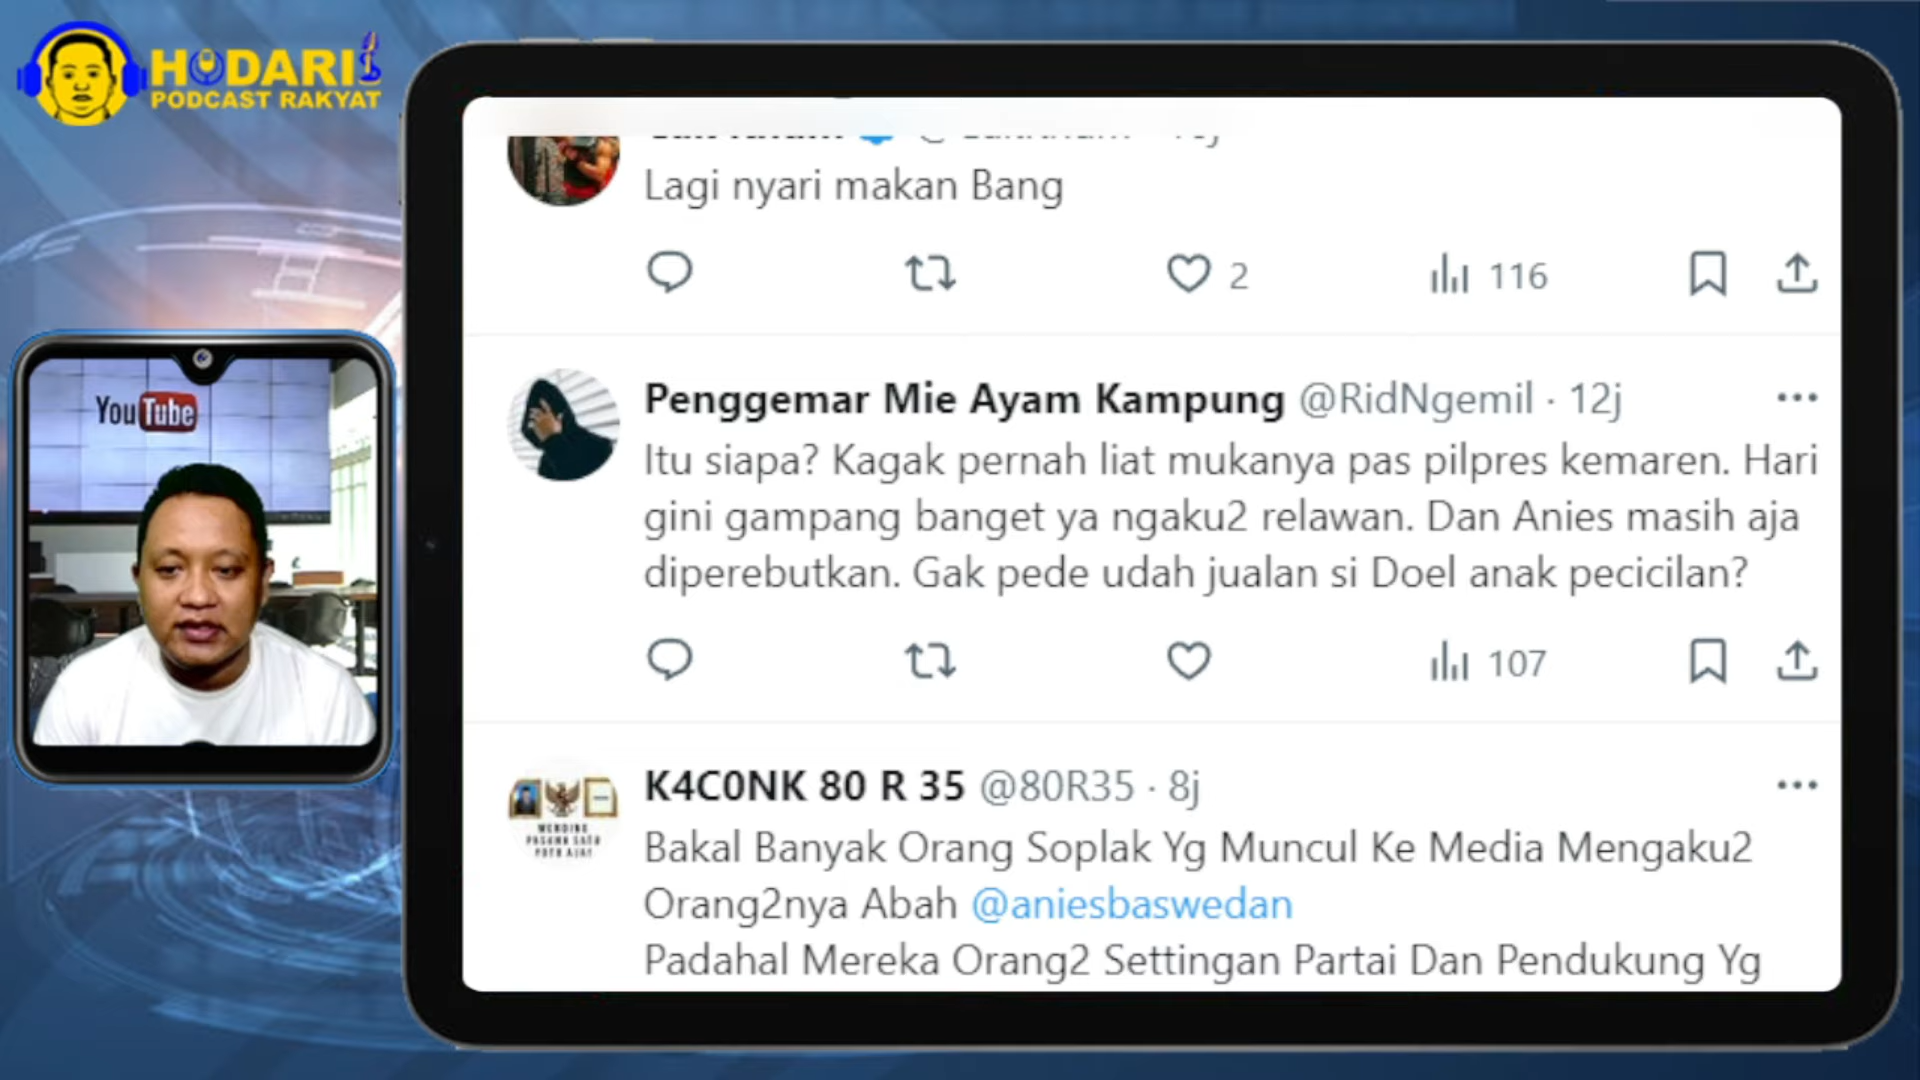 HODARI
PODCAST RAKYAT
YouTube
Lagi nyari makan Bang
2
116
Penggemar Mie Ayam Kampung @RidNgemil · 12j
Itu siapa? Kagak pernah liat mukanya pas pilpres kemaren. Hari
gini gampang banget ya ngaku2 relawan. Dan Anies masih aja
diperebutkan. Gak pede udah jualan si Doel anak pecicilan?
107
K4C0NK 80 R 35 @80R35 · 8j
Bakal Banyak Orang Soplak Yg Muncul Ke Media Mengaku2
Orang2nya Abah @aniesbaswedan
Padahal Mereka Orang2 Settingan Partai Dan Pendukung Yg